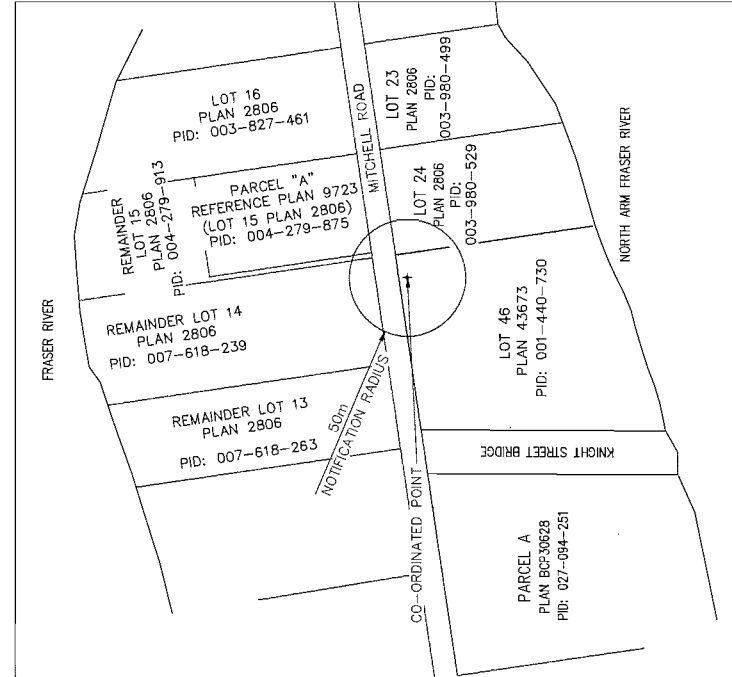 LOT 16
PLAN 2806
PID: 003-827-461
MITCHELL ROAD
LOT 23
PLAN 2806
PID:
003-980-499
REMAINDER
LOT 15
PLAN 2806
PID: 004-279-913
PARCEL "A"
REFERENCE PLAN 9723
(LOT 15 PLAN 2806)
PID: 004-279-875
LOT 24
PLAN 2806
PID:
003-980-529
NORTH ARM FRASER RIVER
FRASER RIVER
REMAINDER LOT 14
PLAN 2806
PID: 007-618-239
LOT 46
PLAN 43673
PID: 001-440-730
REMAINDER LOT 13
PLAN 2806
PID: 007-618-263
50m
NOTIFICATION RADIUS
KNIGHT STREET BRIDGE
CO-ORDINATED POINT
PARCEL A
PLAN BCP30628
PID: 027-094-251